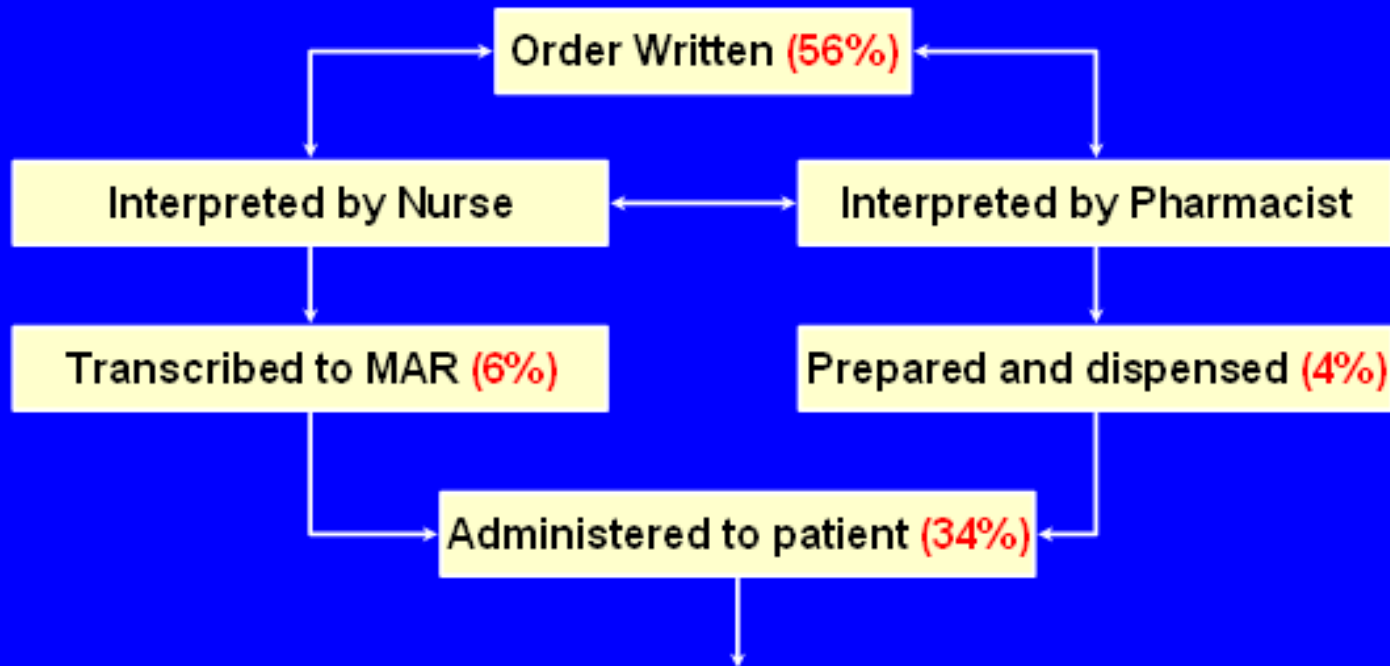 Order Written (56%)
Interpreted by Nurse
Interpreted by Pharmacist
Transcribed to MAR (6%)
Prepared and dispensed (4%)
Administered to patient (34%)